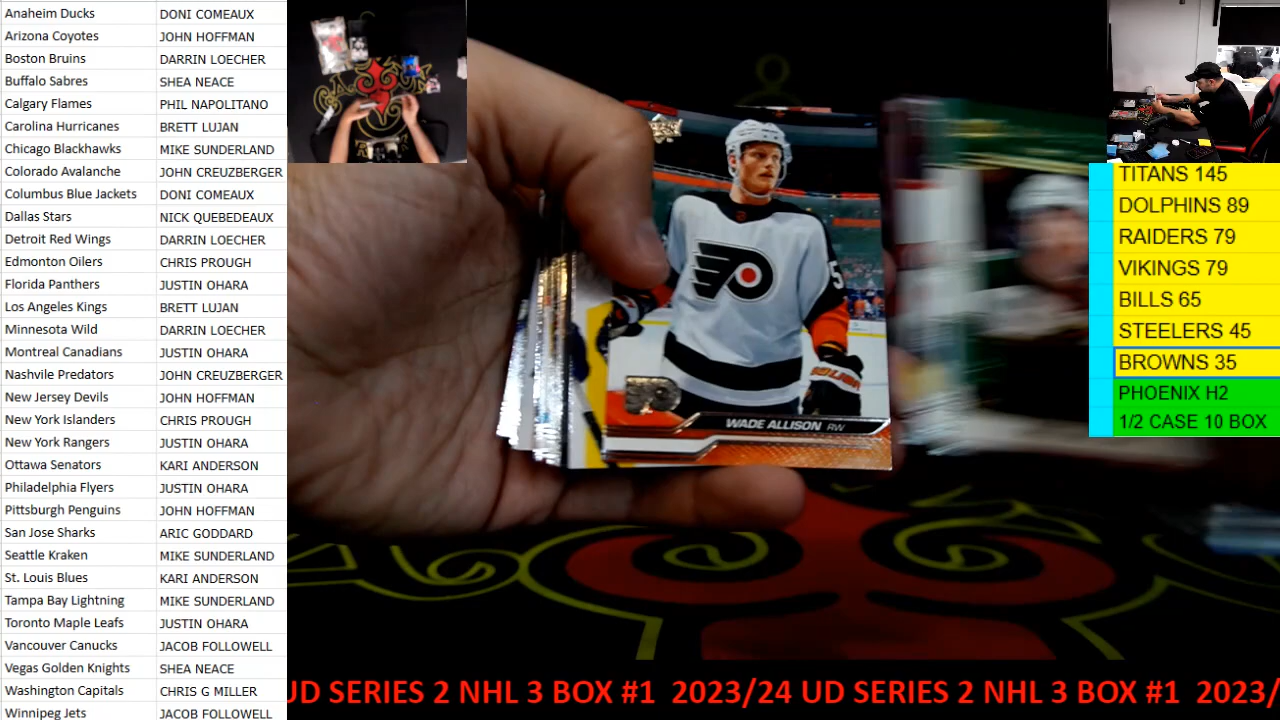 Anaheim Ducks DONI COMEAUX
Arizona Coyotes JOHN HOFFMAN
Boston Bruins DARRIN LOECHER
Buffalo Sabres SHEA NEACE
Calgary Flames PHIL NAPOLITANO
Carolina Hurricanes BRETT LUJAN
Chicago Blackhawks MIKE SUNDERLAND
Colorado Avalanche JOHN CREUZBERGER
Columbus Blue Jackets DONI COMEAUX
Dallas Stars NICK QUEBEDEAUX
Detroit Red Wings DARRIN LOECHER
Edmonton Oilers CHRIS PROUGH
Florida Panthers JUSTIN OHARA
Los Angeles Kings BRETT LUJAN
Minnesota Wild DARRIN LOECHER
Montreal Canadians JUSTIN OHARA
Nashvile Predators JOHN CREUZBERGER
New Jersey Devils JOHN HOFFMAN
New York Islanders CHRIS PROUGH
New York Rangers JUSTIN OHARA
Ottawa Senators KARI ANDERSON
Philadelphia Flyers JUSTIN OHARA
Pittsburgh Penguins JOHN HOFFMAN
San Jose Sharks ARIC GODDARD
Seattle Kraken MIKE SUNDERLAND
St. Louis Blues KARI ANDERSON
Tampa Bay Lightning MIKE SUNDERLAND
Toronto Maple Leafs JUSTIN OHARA
Vancouver Canucks JACOB FOLLOWELL
Vegas Golden Knights SHEA NEACE
Washington Capitals CHRIS G MILLER
Winnipeg Jets JACOB FOLLOWELL
WADE ALLISON RW
TITANS 145
DOLPHINS 89
RAIDERS 79
VIKINGS 79
BILLS 65
STEELERS 45
BROWNS 35
PHOENIX H2
1/2 CASE 10 BOX
UD SERIES 2 NHL 3 BOX #1 2023/24 UD SERIES 2 NHL 3 BOX #1 2023/